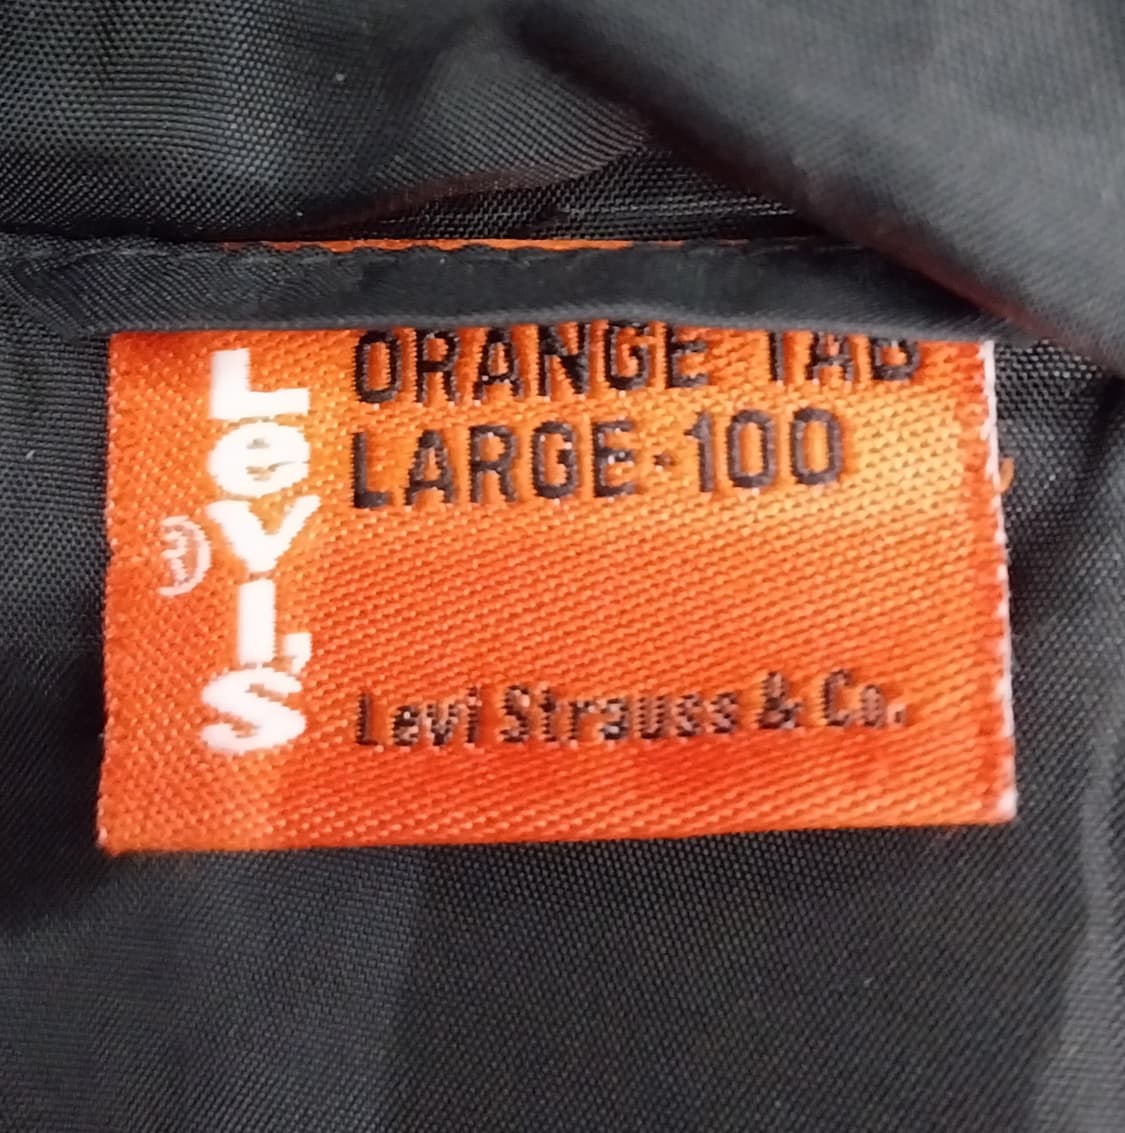 Levi's
ORANGE TAB
LARGE-100
Levi Strauss & Co.